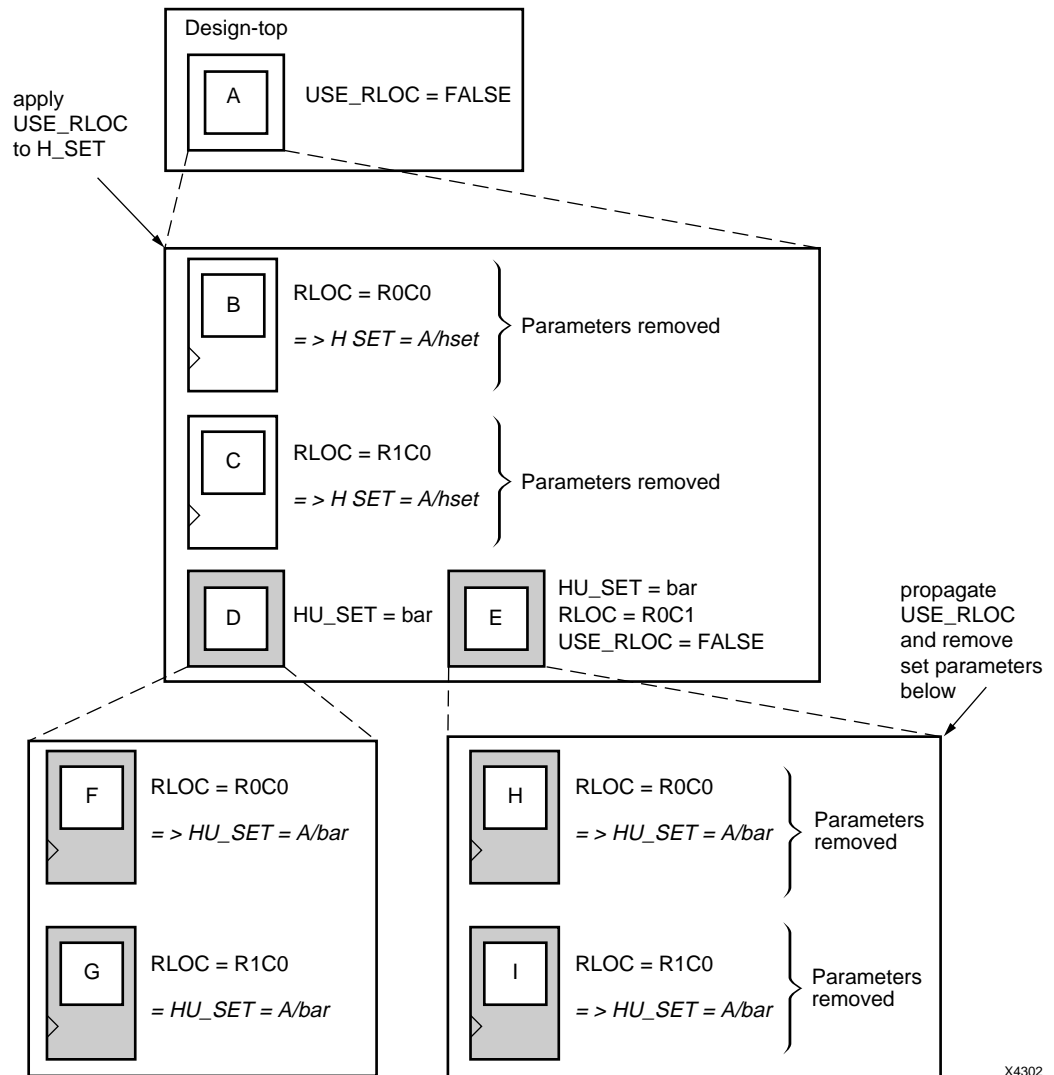 Design-top
A
USE_RLOC = FALSE
apply
USE_RLOC
to H_SET
B
RLOC = R0C0
= > H SET = A/hset
Parameters removed
C
RLOC = R1C0
= > H SET = A/hset
Parameters removed
D
HU_SET = bar
E
HU_SET = bar
RLOC = R0C1
USE_RLOC = FALSE
propagate
USE_RLOC
and remove
set parameters
below
F
RLOC = R0C0
= > HU_SET = A/bar
G
RLOC = R1C0
= HU_SET = A/bar
H
RLOC = R0C0
= > HU_SET = A/bar
Parameters
removed
I
RLOC = R1C0
= > HU_SET = A/bar
Parameters
removed
X4302